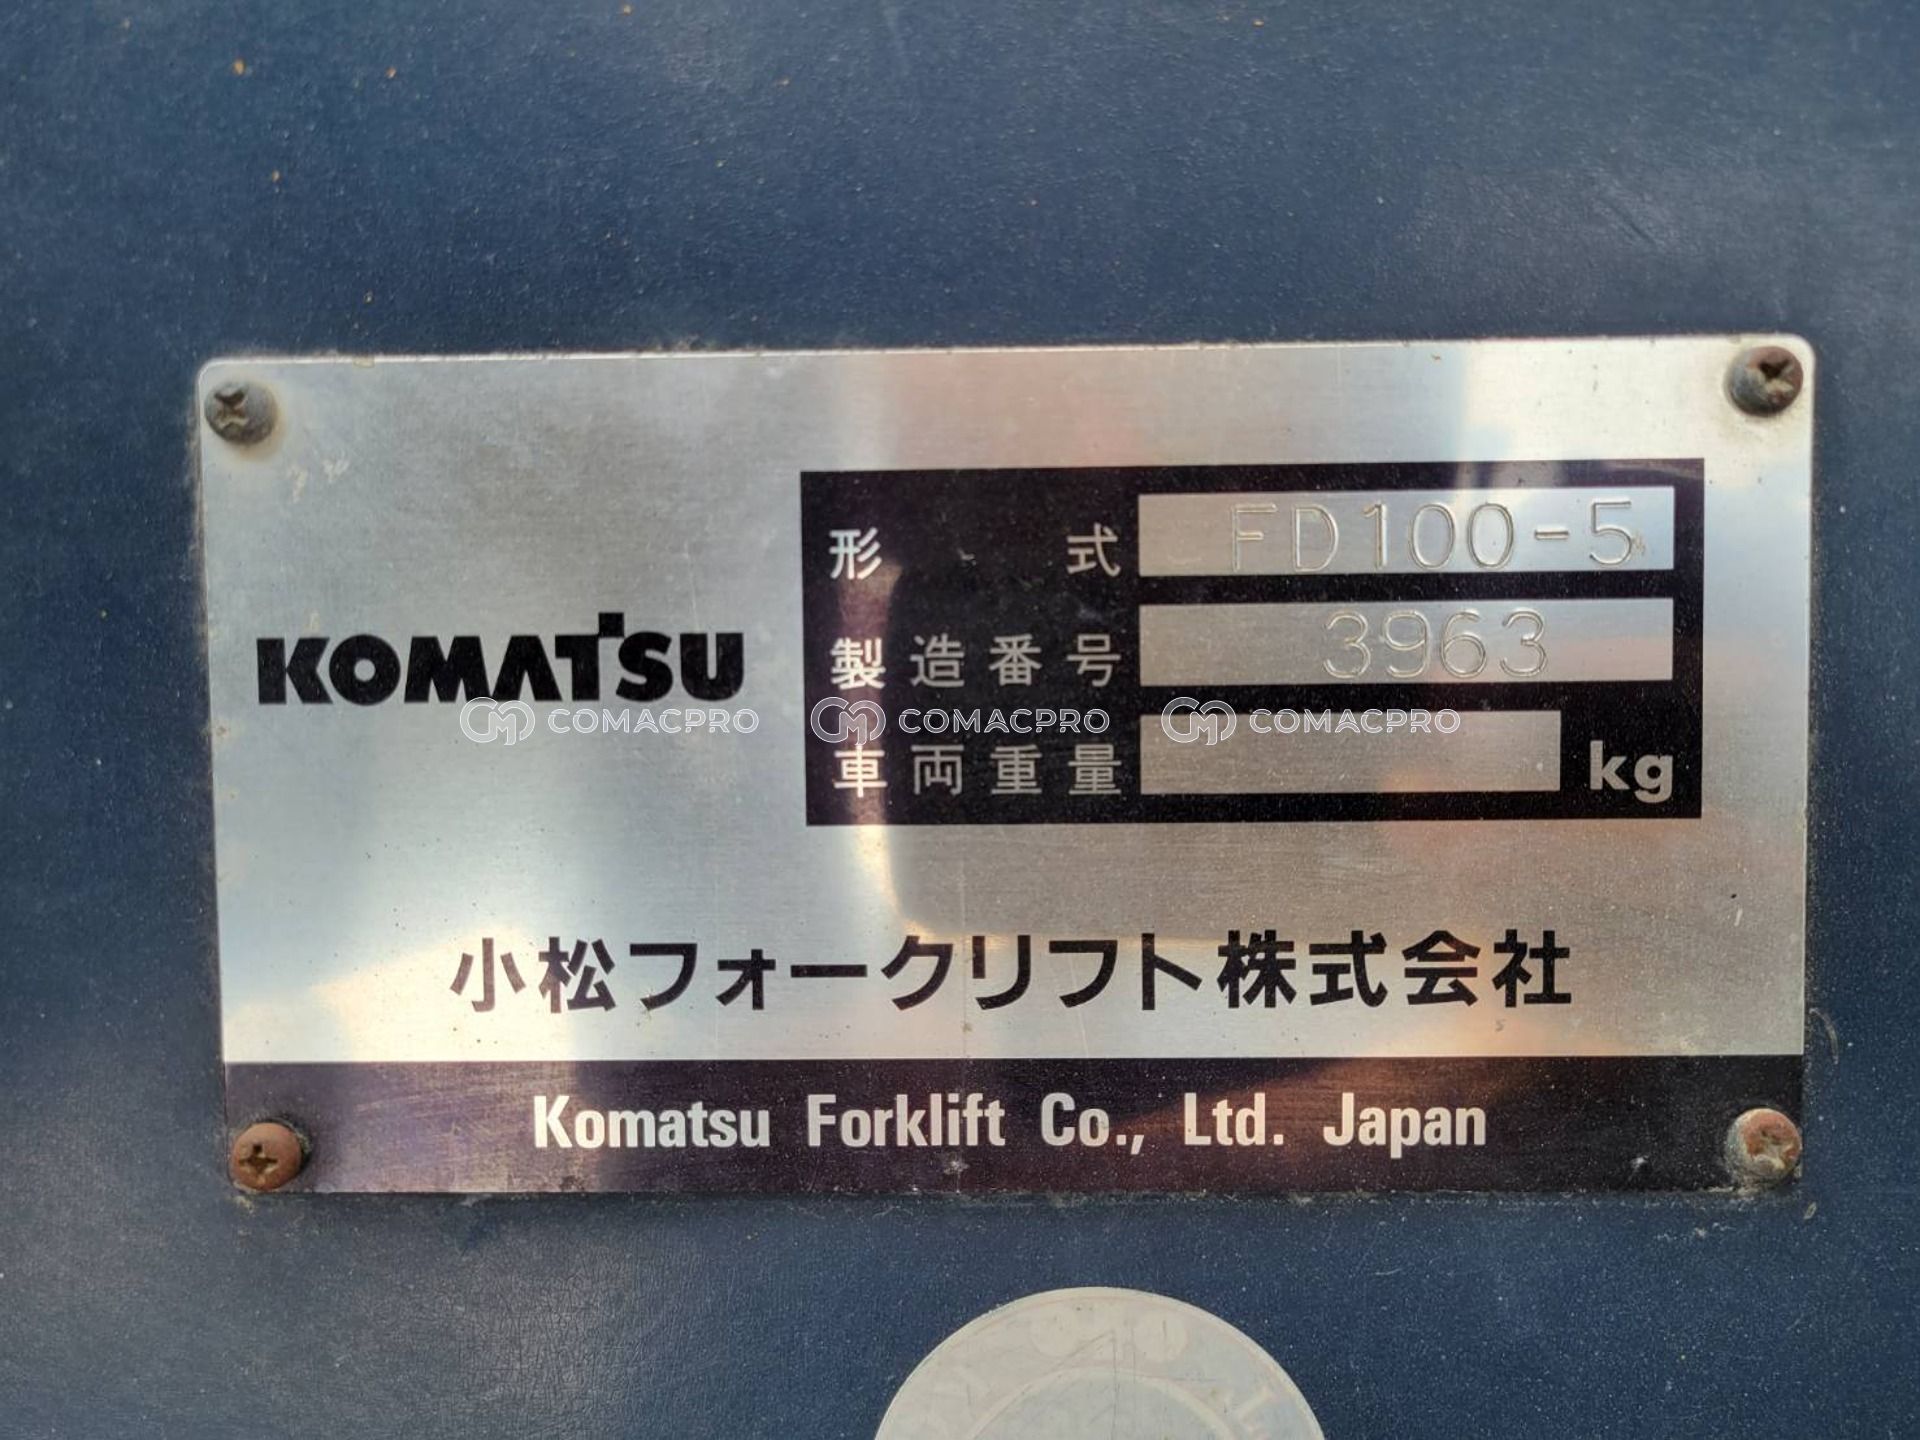 KOMATSU
形式 FD100-5
製造番号 3963
車両重量 kg
COMACPRO COMACPRO COMACPRO
小松フォークリフト株式会社
Komatsu Forklift Co., Ltd. Japan